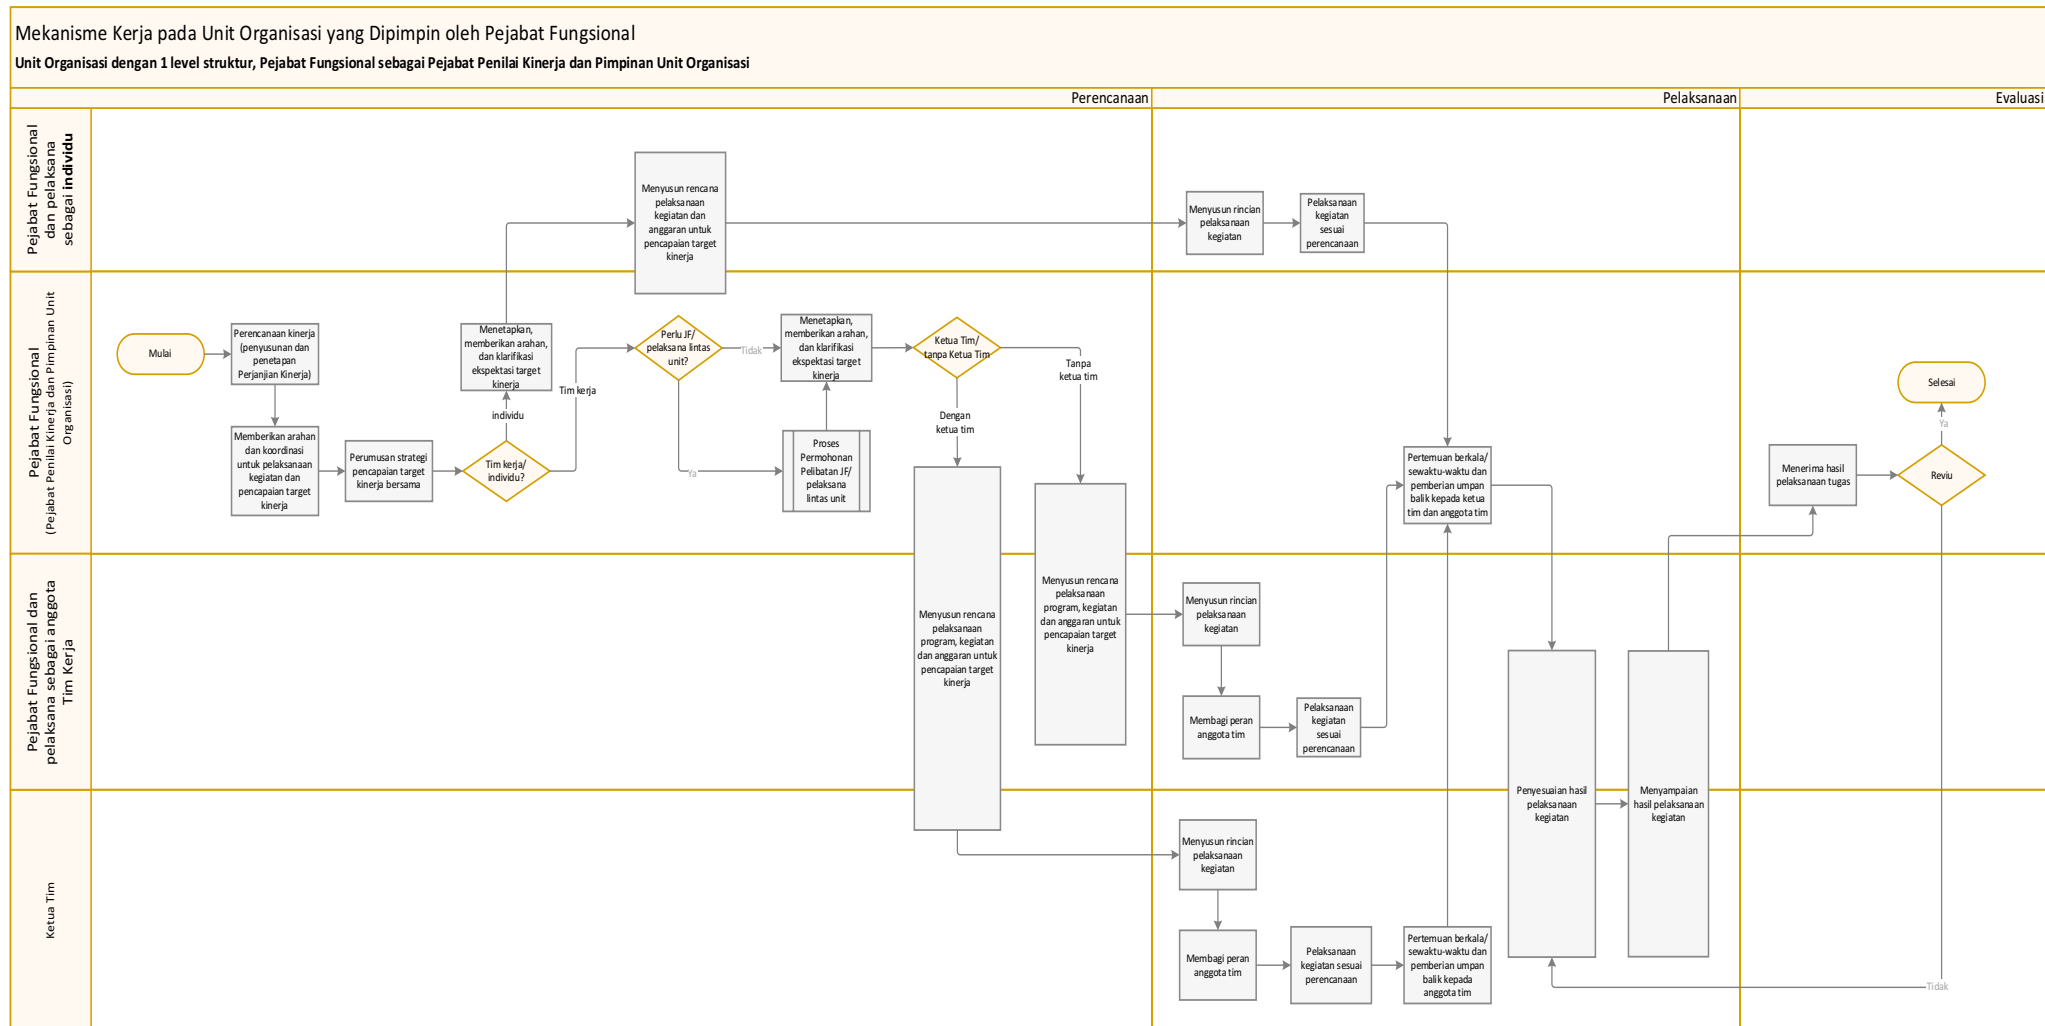 Mekanisme Kerja pada Unit Organisasi yang Dipimpin oleh Pejabat Fungsional
Unit Organisasi dengan 1 level struktur, Pejabat Fungsional sebagai Pejabat Penilai Kinerja dan Pimpinan Unit Organisasi
Perencanaan
Pelaksanaan
Evaluasi
Pejabat Fungsional
dan pelaksana
sebagai individu
Menyusun rencana
pelaksanaan
kegiatan dan
anggaran untuk
pencapaian target
kinerja
Menyusun rincian
pelaksanaan
kegiatan
Pelaksanaan
kegiatan
sesuai
perencanaan
Pejabat Fungsional
(Pejabat Penilai Kinerja dan Pimpinan Unit
Organisasi)
Mulai
Perencanaan kinerja
(penyusunan dan
penetapan
Perjanjian Kinerja)
Memberikan arahan
dan koordinasi
untuk pelaksanaan
kegiatan dan
pencapaian target
kinerja
Perumusan strategi
pencapaian target
kinerja bersama
Tim kerja/
individu?
individu
Tim kerja
Menetapkan,
memberikan arahan,
dan klarifikasi
ekspektasi target
kinerja
Perlu JF/
pelaksana lintas
unit?
Tidak
Ya
Proses
Permohonan
Pelibatan JF/
pelaksana
lintas unit
Menetapkan,
memberikan arahan,
dan klarifikasi
ekspektasi target
kinerja
Ketua Tim/
tanpa Ketua Tim
Dengan
ketua tim
Tanpa
ketua tim
Pertemuan berkala/
sewaktu-waktu dan
pemberian umpan
balik kepada ketua
tim dan anggota tim
Menerima hasil
pelaksanaan tugas
Reviu
Ya
Selesai
Pejabat Fungsional dan
pelaksana sebagai anggota
Tim Kerja
Menyusun rencana
pelaksanaan
program, kegiatan
dan anggaran untuk
pencapaian target
kinerja
Menyusun rencana
pelaksanaan
program, kegiatan
dan anggaran untuk
pencapaian target
kinerja
Menyusun rincian
pelaksanaan
kegiatan
Membagi peran
anggota tim
Pelaksanaan
kegiatan
sesuai
perencanaan
Penyesuaian hasil
pelaksanaan
kegiatan
Menyampaian
hasil pelaksanaan
kegiatan
Ketua Tim
Menyusun rincian
pelaksanaan
kegiatan
Membagi peran
anggota tim
Pelaksanaan
kegiatan sesuai
perencanaan
Pertemuan berkala/
sewaktu-waktu dan
pemberian umpan
balik kepada
anggota tim
Tidak